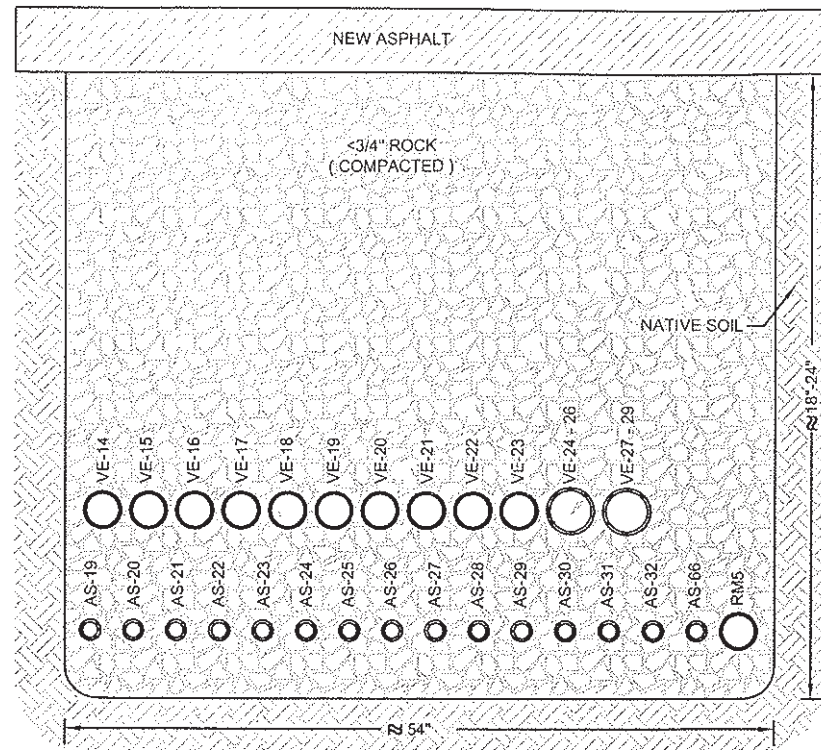 NEW ASPHALT
<3/4" ROCK
( COMPACTED )
NATIVE SOIL
≈18"-24"
VE-14
VE-15
VE-16
VE-17
VE-18
VE-19
VE-20
VE-21
VE-22
VE-23
VE-24 - 26
VE-27 - 29
AS-19
AS-20
AS-21
AS-22
AS-23
AS-24
AS-25
AS-26
AS-27
AS-28
AS-29
AS-30
AS-31
AS-32
AS-66
RM5
≈ 54"